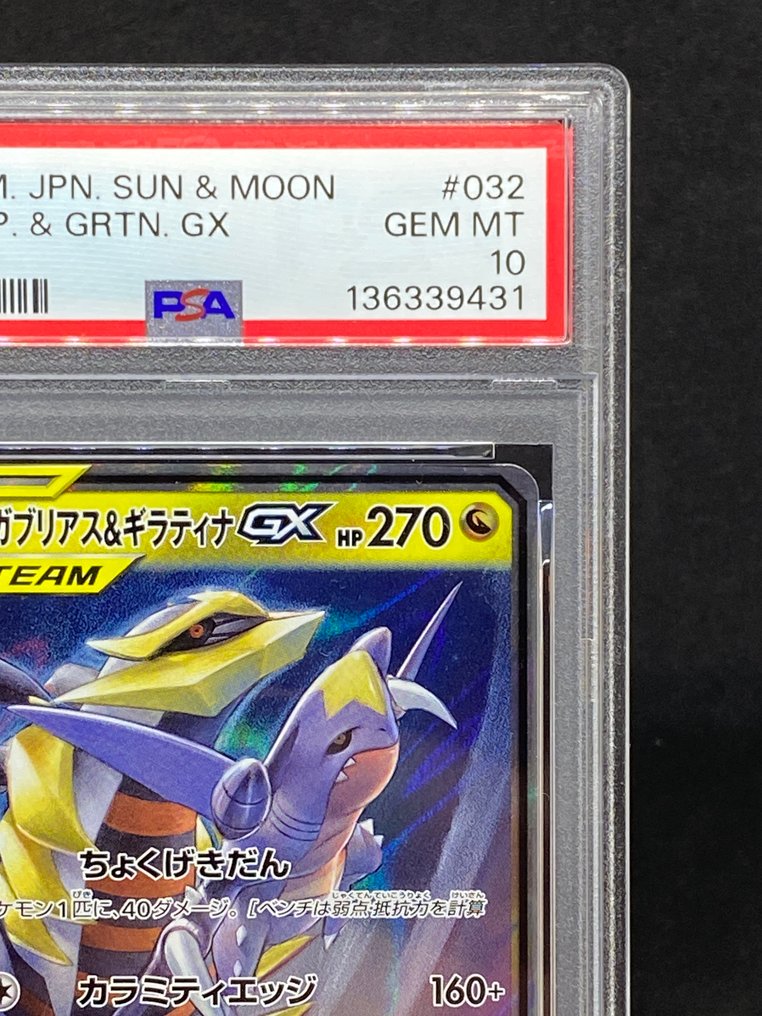 M. JPN. SUN & MOON #032
P. & GRTN. GX GEM MT
10
PSA 136339431
ガブリアス&ギラティナGX HP 270
TEAM
ちょくげきだん
ケモン1匹に、40ダメージ。[ベンチは弱点・抵抗力を計算
カラミティエッジ 160+